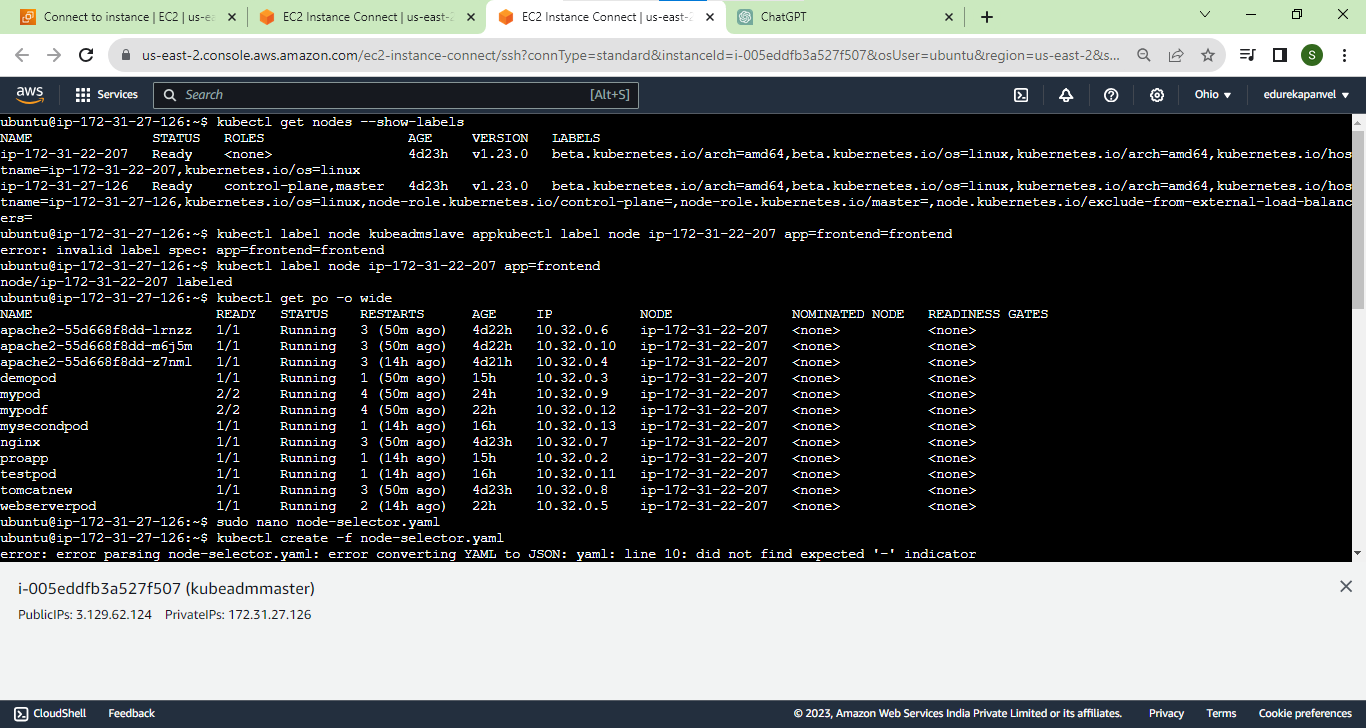 Connect to instance | EC2 | us-ea
EC2 Instance Connect | us-east-2
EC2 Instance Connect | us-east-2
ChatGPT
us-east-2.console.aws.amazon.com/ec2-instance-connect/ssh?connType=standard&instanceId=i-005eddfb3a527f507&osUser=ubuntu&region=us-east-2&s...
S
aws
Services
Search
[Alt+S]
Ohio
edurekapanvel
ubuntu@ip-172-31-27-126:~$ kubectl get nodes --show-labels
NAME STATUS ROLES AGE VERSION LABELS
ip-172-31-22-207 Ready <none> 4d23h v1.23.0 beta.kubernetes.io/arch=amd64,beta.kubernetes.io/os=linux,kubernetes.io/arch=amd64,kubernetes.io/hos
tname=ip-172-31-22-207,kubernetes.io/os=linux
ip-172-31-27-126 Ready control-plane,master 4d23h v1.23.0 beta.kubernetes.io/arch=amd64,beta.kubernetes.io/os=linux,kubernetes.io/arch=amd64,kubernetes.io/hos
tname=ip-172-31-27-126,kubernetes.io/os=linux,node-role.kubernetes.io/control-plane=,node-role.kubernetes.io/master=,node.kubernetes.io/exclude-from-external-load-balanc
ers=
ubuntu@ip-172-31-27-126:~$ kubectl label node kubeadmslave appkubectl label node ip-172-31-22-207 app=frontend=frontend
error: invalid label spec: app=frontend=frontend
ubuntu@ip-172-31-27-126:~$ kubectl label node ip-172-31-22-207 app=frontend
node/ip-172-31-22-207 labeled
ubuntu@ip-172-31-27-126:~$ kubectl get po -o wide
NAME READY STATUS RESTARTS AGE IP NODE NOMINATED NODE READINESS GATES
apache2-55d668f8dd-lrnzz 1/1 Running 3 (50m ago) 4d22h 10.32.0.6 ip-172-31-22-207 <none> <none>
apache2-55d668f8dd-m6j5m 1/1 Running 3 (50m ago) 4d22h 10.32.0.10 ip-172-31-22-207 <none> <none>
apache2-55d668f8dd-z7nml 1/1 Running 3 (14h ago) 4d21h 10.32.0.4 ip-172-31-22-207 <none> <none>
demopod 1/1 Running 1 (50m ago) 15h 10.32.0.3 ip-172-31-22-207 <none> <none>
mypod 2/2 Running 4 (50m ago) 24h 10.32.0.9 ip-172-31-22-207 <none> <none>
mypodf 2/2 Running 4 (50m ago) 22h 10.32.0.12 ip-172-31-22-207 <none> <none>
mysecondpod 1/1 Running 1 (14h ago) 16h 10.32.0.13 ip-172-31-22-207 <none> <none>
nginx 1/1 Running 3 (50m ago) 4d23h 10.32.0.7 ip-172-31-22-207 <none> <none>
proapp 1/1 Running 1 (14h ago) 15h 10.32.0.2 ip-172-31-22-207 <none> <none>
testpod 1/1 Running 1 (14h ago) 16h 10.32.0.11 ip-172-31-22-207 <none> <none>
tomcatnew 1/1 Running 3 (50m ago) 4d23h 10.32.0.8 ip-172-31-22-207 <none> <none>
webserverpod 1/1 Running 2 (14h ago) 22h 10.32.0.5 ip-172-31-22-207 <none> <none>
ubuntu@ip-172-31-27-126:~$ sudo nano node-selector.yaml
ubuntu@ip-172-31-27-126:~$ kubectl create -f node-selector.yaml
error: error parsing node-selector.yaml: error converting YAML to JSON: yaml: line 10: did not find expected '-' indicator
i-005eddfb3a527f507 (kubeadmmaster)
PublicIPs: 3.129.62.124 PrivateIPs: 172.31.27.126
CloudShell
Feedback
© 2023, Amazon Web Services India Private Limited or its affiliates.
Privacy
Terms
Cookie preferences